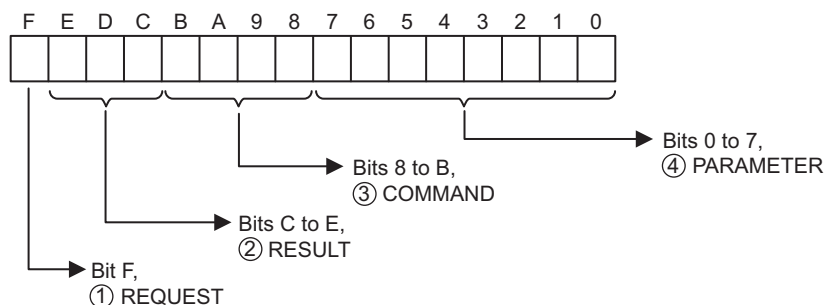 F E D C B A 9 8 7 6 5 4 3 2 1 0
Bits 0 to 7,
④ PARAMETER
Bits 8 to B,
③ COMMAND
Bits C to E,
② RESULT
Bit F,
① REQUEST